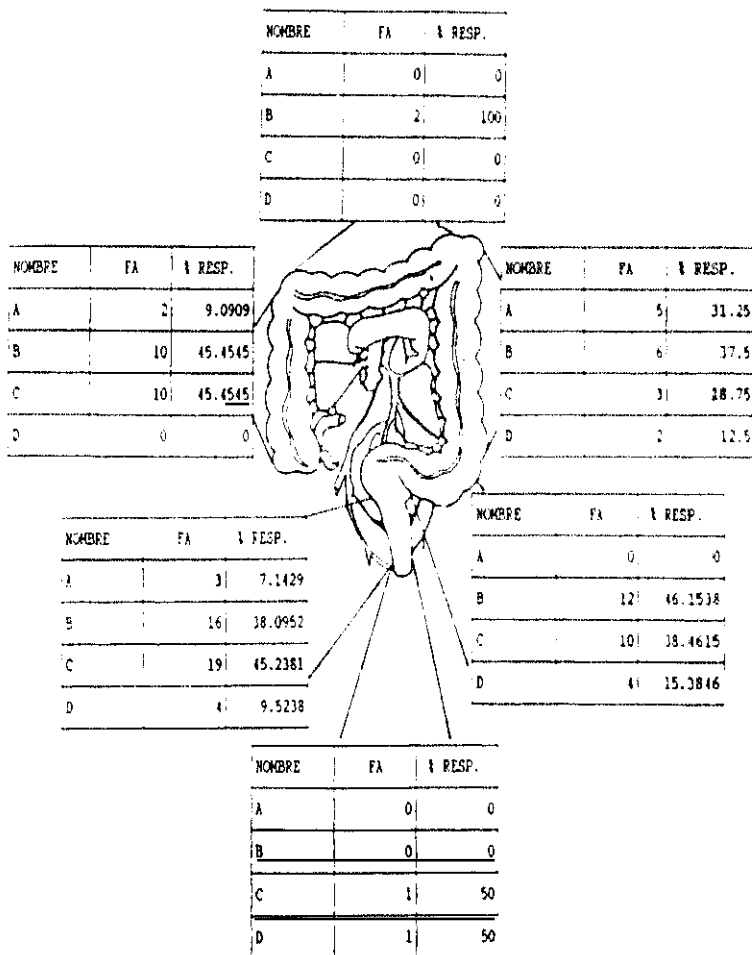 NOMBRE FA % RESP.
A 0 0
B 2 100
C 0 0
D 0 0
NOMBRE FA % RESP.
A 2 9.0909
B 10 45.4545
C 10 45.4545
D 0 0
NOMBRE FA % RESP.
A 5 31.25
B 6 37.5
C 3 18.75
D 2 12.5
NOMBRE FA % RESP.
A 3 7.1429
B 16 38.0952
C 19 45.2381
D 4 9.5238
NOMBRE FA % RESP.
A 0 0
B 12 46.1538
C 10 38.4615
D 4 15.3846
NOMBRE FA % RESP.
A 0 0
B 0 0
C 1 50
D 1 50